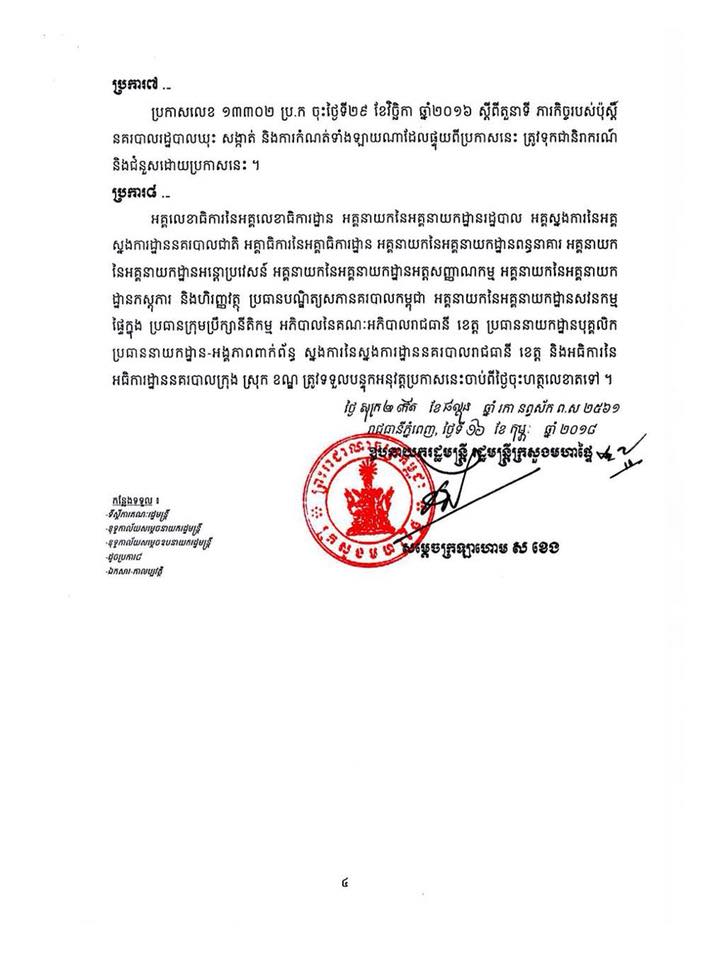 ប្រការ៧ ...
ប្រកាសលេខ ១៣៣០២ ប្រ.ក ចុះថ្ងៃទី២៩ ខែវិច្ឆិកា ឆ្នាំ២០១៦ ស្តីពីតួនាទី ភារកិច្ចរបស់ប៉ុស្តិ៍
នគរបាលរដ្ឋបាលឃុំ សង្កាត់ និងការកំណត់ទាំងឡាយណាដែលផ្ទុយពីប្រកាសនេះ ត្រូវទុកជានិរាករណ៍
និងជំនួសដោយប្រកាសនេះ ។
ប្រការ៨ ...
អគ្គលេខាធិការនៃអគ្គលេខាធិការដ្ឋាន អគ្គនាយកនៃអគ្គនាយកដ្ឋានរដ្ឋបាល អគ្គស្នងការនៃអគ្គ
ស្នងការដ្ឋាននគរបាលជាតិ អគ្គាធិការនៃអគ្គាធិការដ្ឋាន អគ្គនាយកនៃអគ្គនាយកដ្ឋានពន្ធនាគារ អគ្គនាយក
នៃអគ្គនាយកដ្ឋានអន្តោប្រវេសន៍ អគ្គនាយកនៃអគ្គនាយកដ្ឋានអត្តសញ្ញាណកម្ម អគ្គនាយកនៃអគ្គនាយក
ដ្ឋានភស្តុភារ និងហិរញ្ញវត្ថុ ប្រធានបណ្ឌិត្យសភានគរបាលកម្ពុជា អគ្គនាយកនៃអគ្គនាយកដ្ឋានសវនកម្ម
ផ្ទៃក្នុង ប្រធានក្រុមប្រឹក្សានីតិកម្ម អភិបាលនៃគណៈអភិបាលរាជធានី ខេត្ត ប្រធាននាយកដ្ឋានបុគ្គលិក
ប្រធាននាយកដ្ឋាន-អង្គភាពពាក់ព័ន្ធ ស្នងការនៃស្នងការដ្ឋាននគរបាលរាជធានី ខេត្ត និងអធិការនៃ
អធិការដ្ឋាននគរបាលក្រុង ស្រុក ខណ្ឌ ត្រូវទទួលបន្ទុកអនុវត្តប្រកាសនេះចាប់ពីថ្ងៃចុះហត្ថលេខាតទៅ ។
ថ្ងៃ សុក្រ ២ កើត ខែ ផល្គុន ឆ្នាំ រកា នព្វស័ក ព.ស ២៥៦១
រាជធានីភ្នំពេញ, ថ្ងៃទី ១៦ ខែ កុម្ភៈ ឆ្នាំ ២០១៨
ឧបនាយករដ្ឋមន្ត្រី រដ្ឋមន្ត្រីក្រសួងមហាផ្ទៃ
ព្រះរាជាណាចក្រកម្ពុជា
ក្រសួងមហាផ្ទៃ
សម្តេចក្រឡាហោម ស ខេង
កន្លែងទទួល ៖
-ទីស្តីការគណៈរដ្ឋមន្ត្រី
-ខុទ្ទកាល័យសម្តេចនាយករដ្ឋមន្ត្រី
-ខុទ្ទកាល័យសម្តេចឧបនាយករដ្ឋមន្ត្រី
-ដូចប្រការ៨
-ឯកសារ-កាលប្បវត្តិ
៤